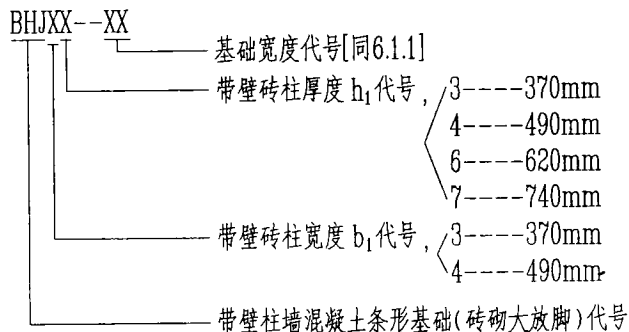 BHJXX--XX
基础宽度代号[同6.1.1]
带壁砖柱厚度 h₁代号, 3----370mm
4----490mm
6----620mm
7----740mm
带壁砖柱宽度 b₁代号, 3----370mm
4----490mm
带壁柱墙混凝土条形基础(砖砌大放脚)代号